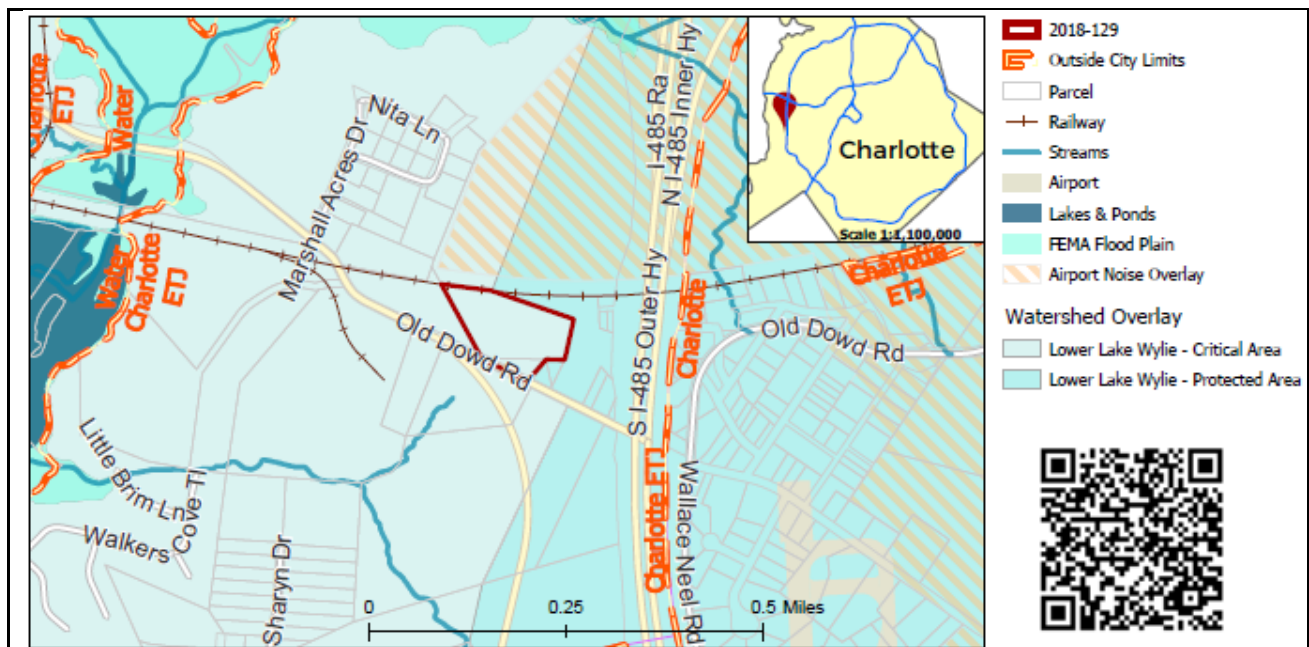 Nita Ln
Marshall Acres Dr
I-485 Ra
N I-485 Inner Hy
S I-485 Outer Hy
Old Dowd Rd
Old Dowd Rd
Wallace Neel Rd
Little Brim Ln
Walkers
Cove Tl
Sharyn Dr
Charlotte
ETJ
Water
Water
Charlotte
ETJ
Charlotte
Charlotte ETJ
Charlotte
ETJ
0
0.25
0.5 Miles
Charlotte
Scale 1:1,100,000
2018-129
Outside City Limits
Parcel
Railway
Streams
Airport
Lakes & Ponds
FEMA Flood Plain
Airport Noise Overlay
Watershed Overlay
Lower Lake Wylie - Critical Area
Lower Lake Wylie - Protected Area